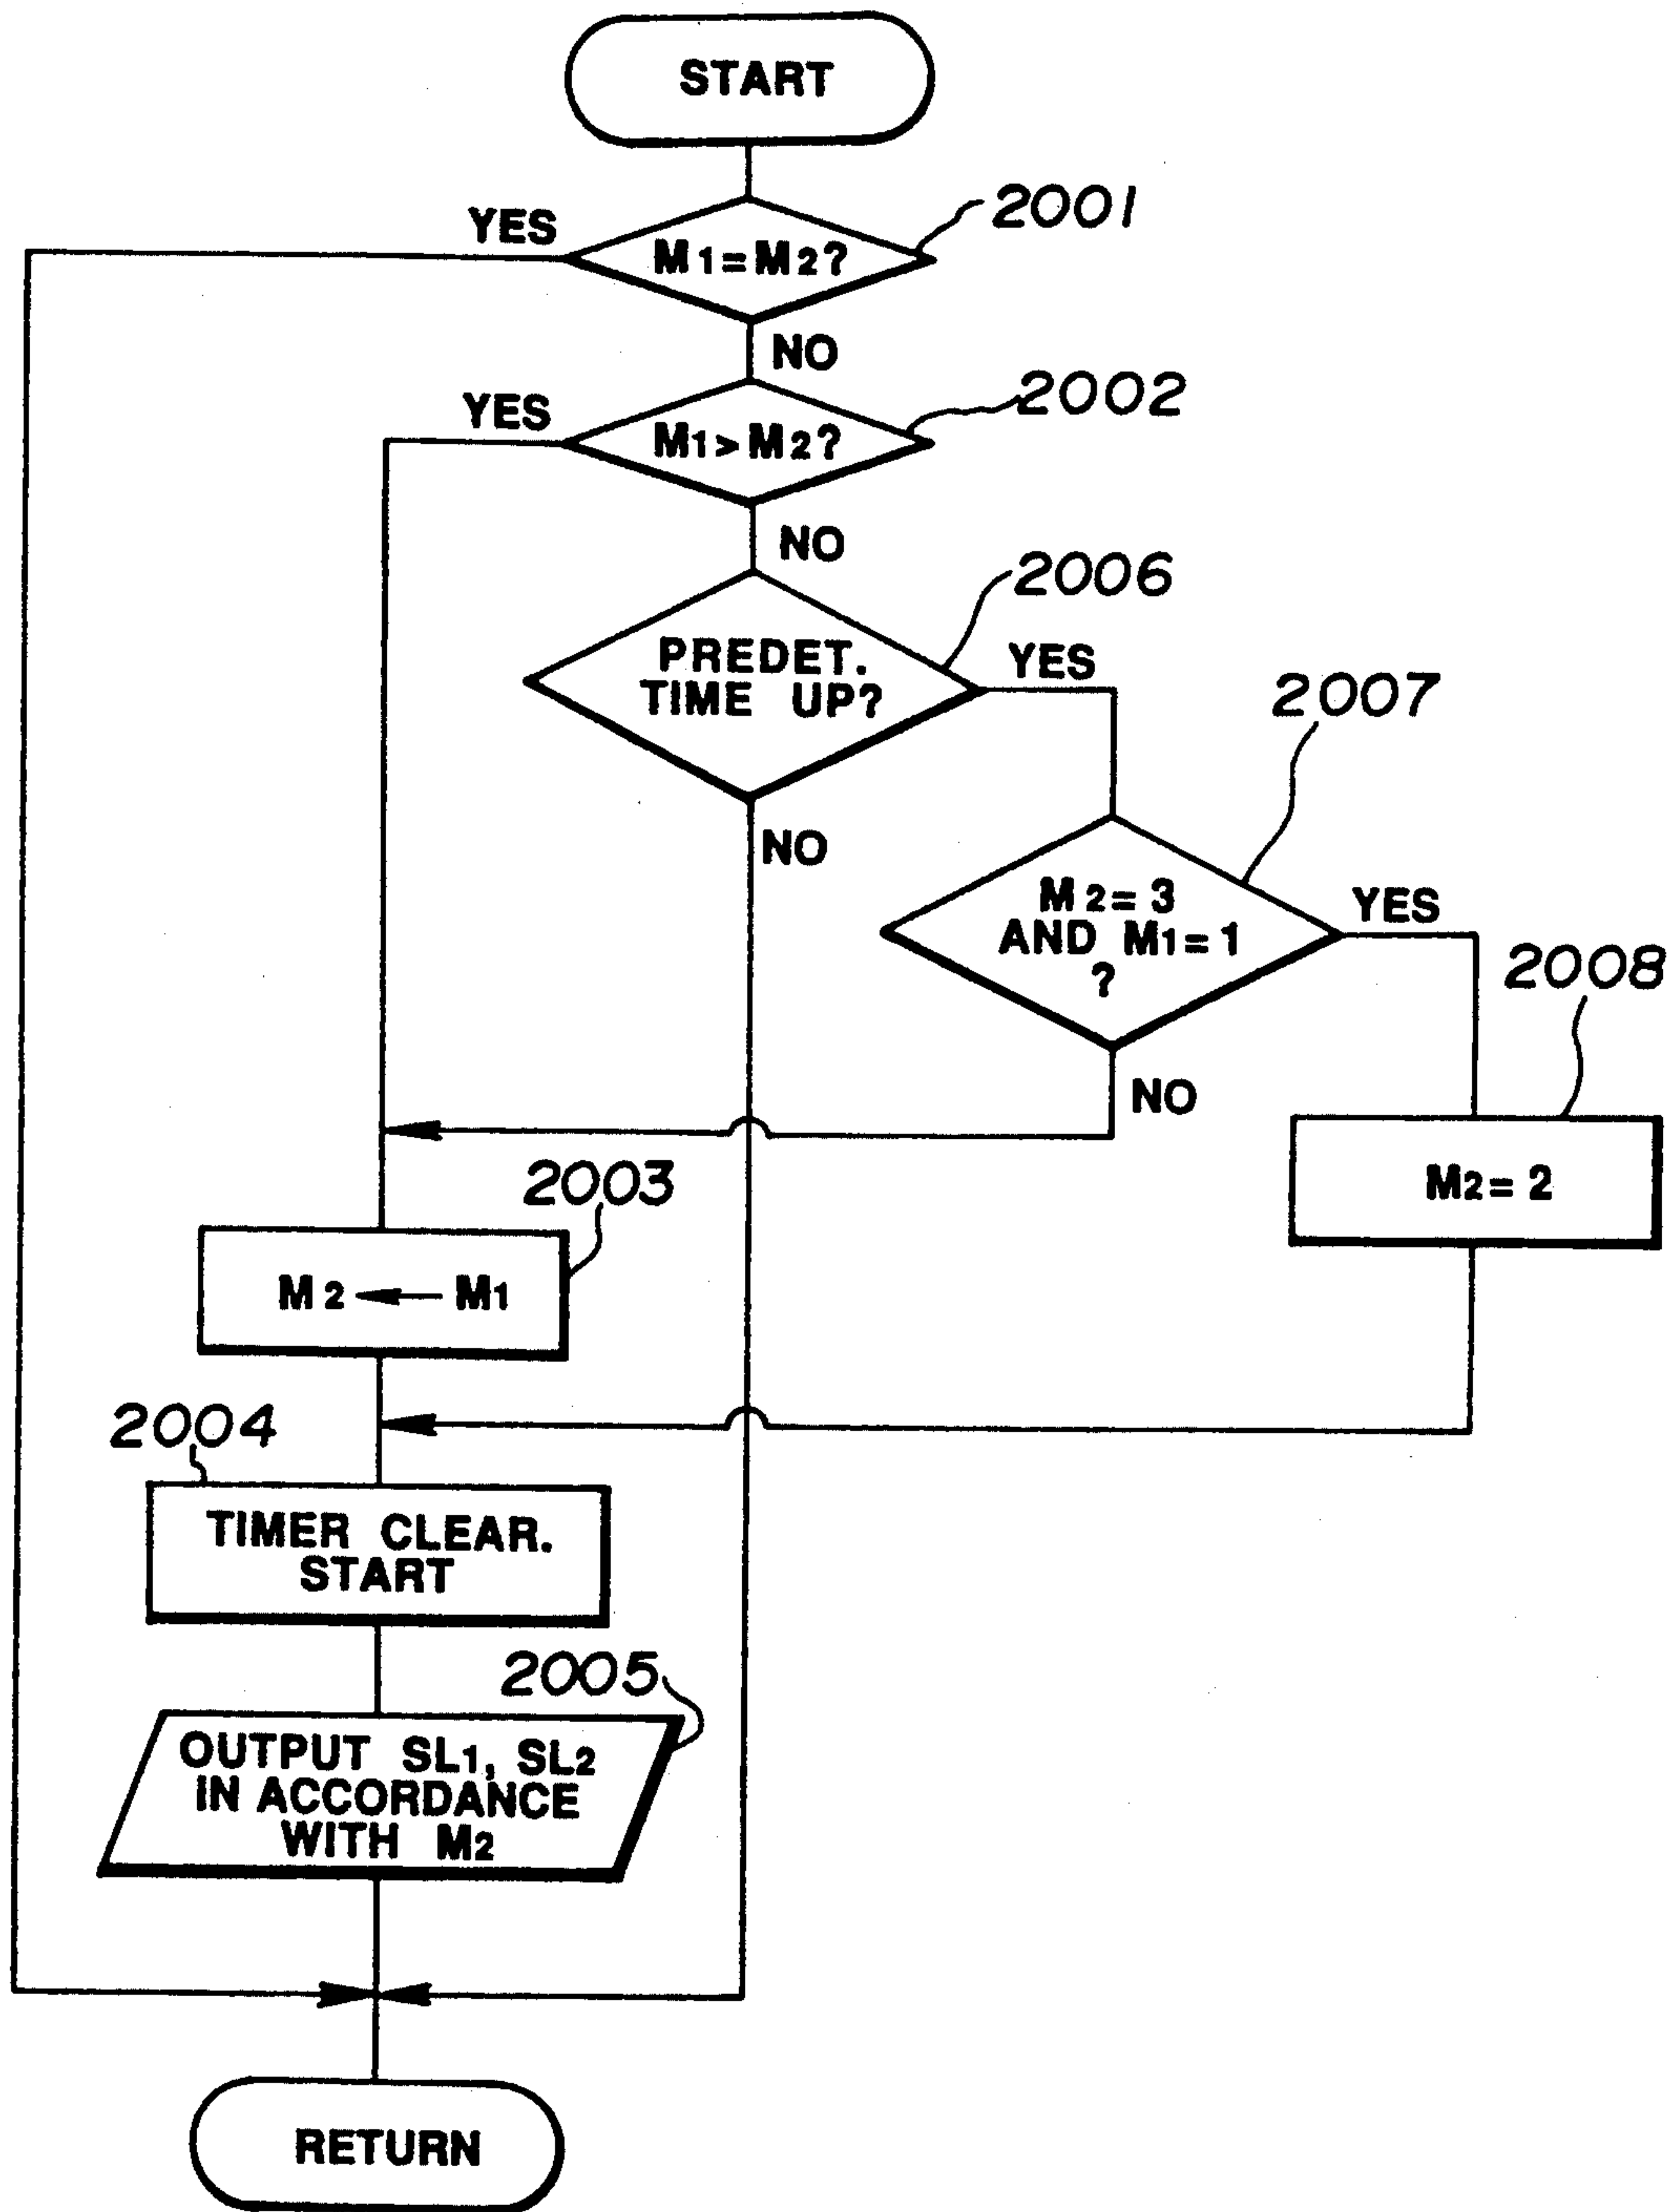 START
2001
YES
M1=M2?
NO
2002
YES
M1>M2?
NO
2006
PREDET.
TIME UP?
YES
2007
NO
M2=3
AND M1=1
?
YES
2008
NO
M2=2
2003
M2 ← M1
2004
TIMER CLEAR.
START
2005
OUTPUT SL1, SL2
IN ACCORDANCE
WITH M2
RETURN